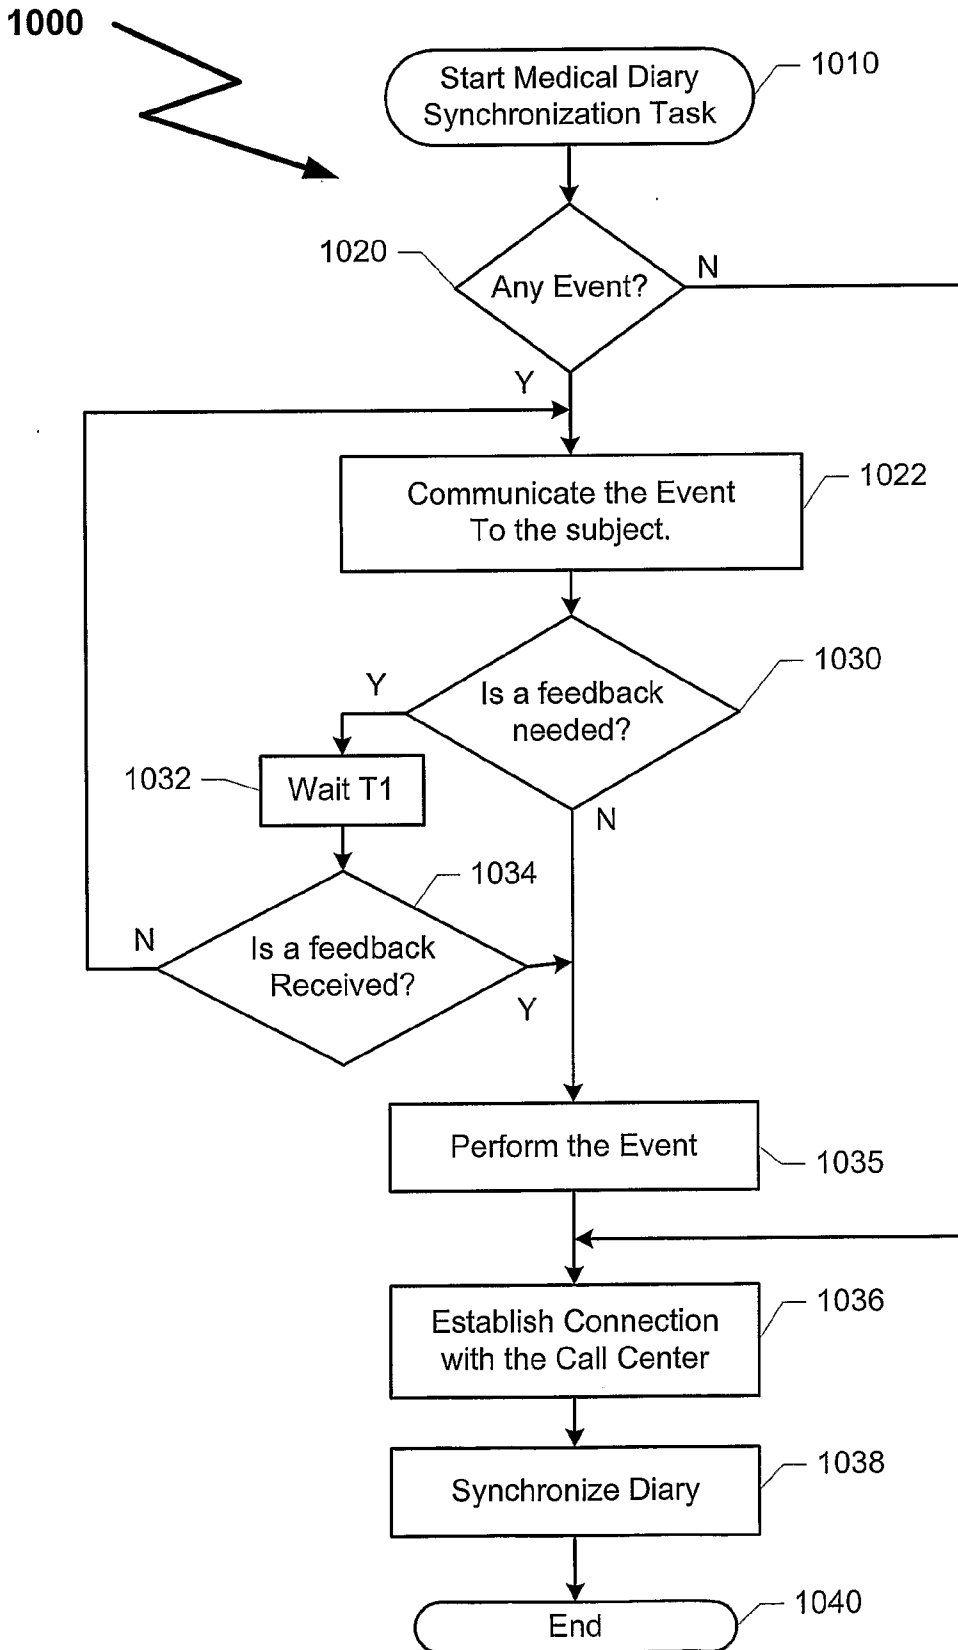 1000
Start Medical Diary
Synchronization Task
1010
1020
Any Event?
N
Y
Communicate the Event
To the subject.
1022
Is a feedback
needed?
1030
Y
N
1032
Wait T1
1034
Is a feedback
Received?
N
Y
Perform the Event
1035
Establish Connection
with the Call Center
1036
Synchronize Diary
1038
End
1040